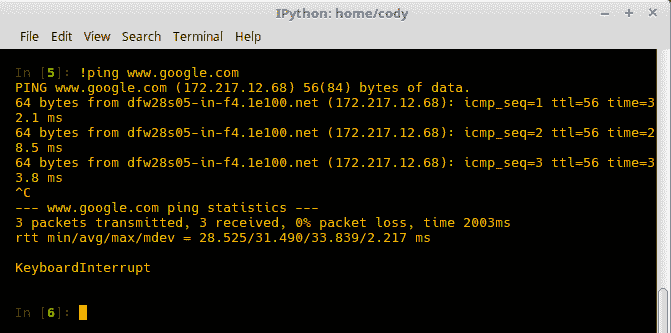 IPython: home/cody
File Edit View Search Terminal Help
In [5]: !ping www.google.com
PING www.google.com (172.217.12.68) 56(84) bytes of data.
64 bytes from dfw28s05-in-f4.1e100.net (172.217.12.68): icmp_seq=1 ttl=56 time=3
2.1 ms
64 bytes from dfw28s05-in-f4.1e100.net (172.217.12.68): icmp_seq=2 ttl=56 time=2
8.5 ms
64 bytes from dfw28s05-in-f4.1e100.net (172.217.12.68): icmp_seq=3 ttl=56 time=3
3.8 ms
^C
--- www.google.com ping statistics ---
3 packets transmitted, 3 received, 0% packet loss, time 2003ms
rtt min/avg/max/mdev = 28.525/31.490/33.839/2.217 ms
KeyboardInterrupt
In [6]: